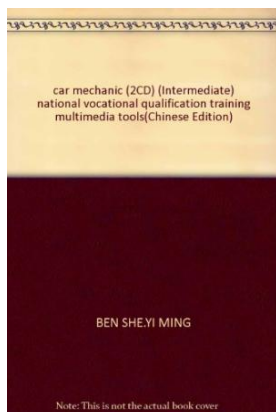 car mechanic (2CD) (Intermediate)
national vocational qualification training
multimedia tools(Chinese Edition)
BEN SHE.YI MING
Note: This is not the actual book cover